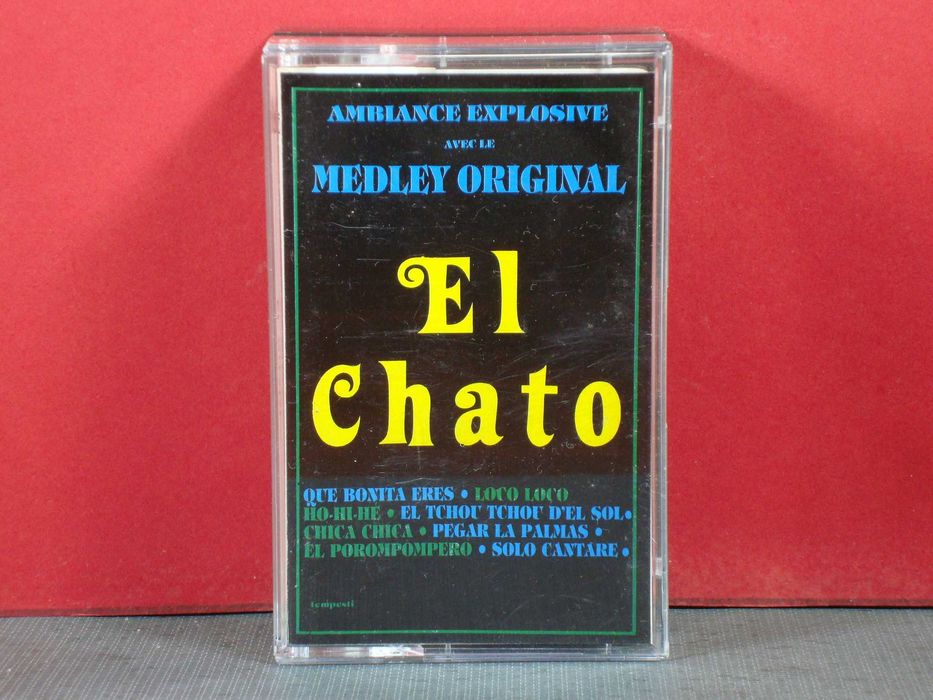 AMBIANCE EXPLOSIVE
AVEC LE
MEDLEY ORIGINAL
El
Chato
QUE BONITA ERES • LOCO LOCO
HO-HI-HE • EL TCHOU TCHOU D'EL SOL •
CHICA CHICA • PEGAR LA PALMAS •
EL POROMPOMPERO • SOLO CANTARE •
tempesti